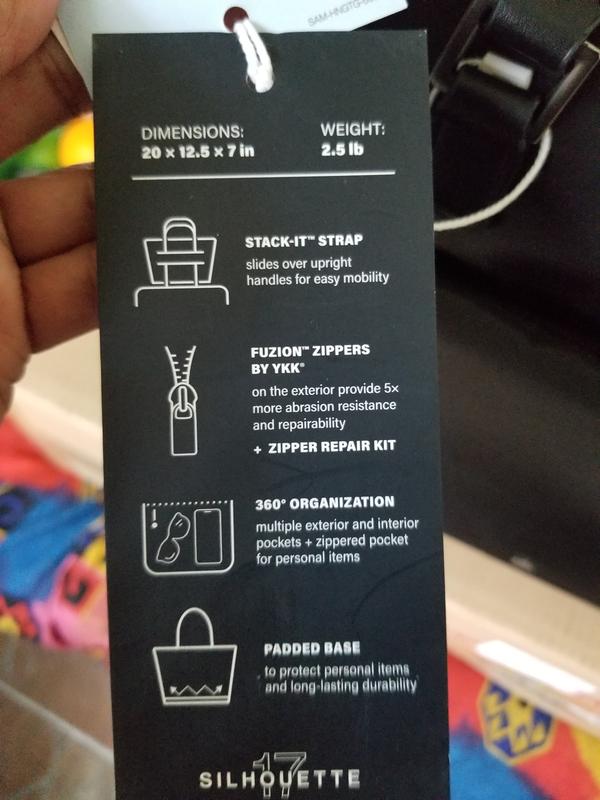 DIMENSIONS:
20 × 12.5 × 7 in
WEIGHT:
2.5 lb
STACK-IT™ STRAP
slides over upright
handles for easy mobility
FUZION™ ZIPPERS
BY YKK®
on the exterior provide 5×
more abrasion resistance
and repairability
+ ZIPPER REPAIR KIT
360° ORGANIZATION
multiple exterior and interior
pockets + zippered pocket
for personal items
PADDED BASE
to protect personal items
and long-lasting durability
17
SILHOUETTE